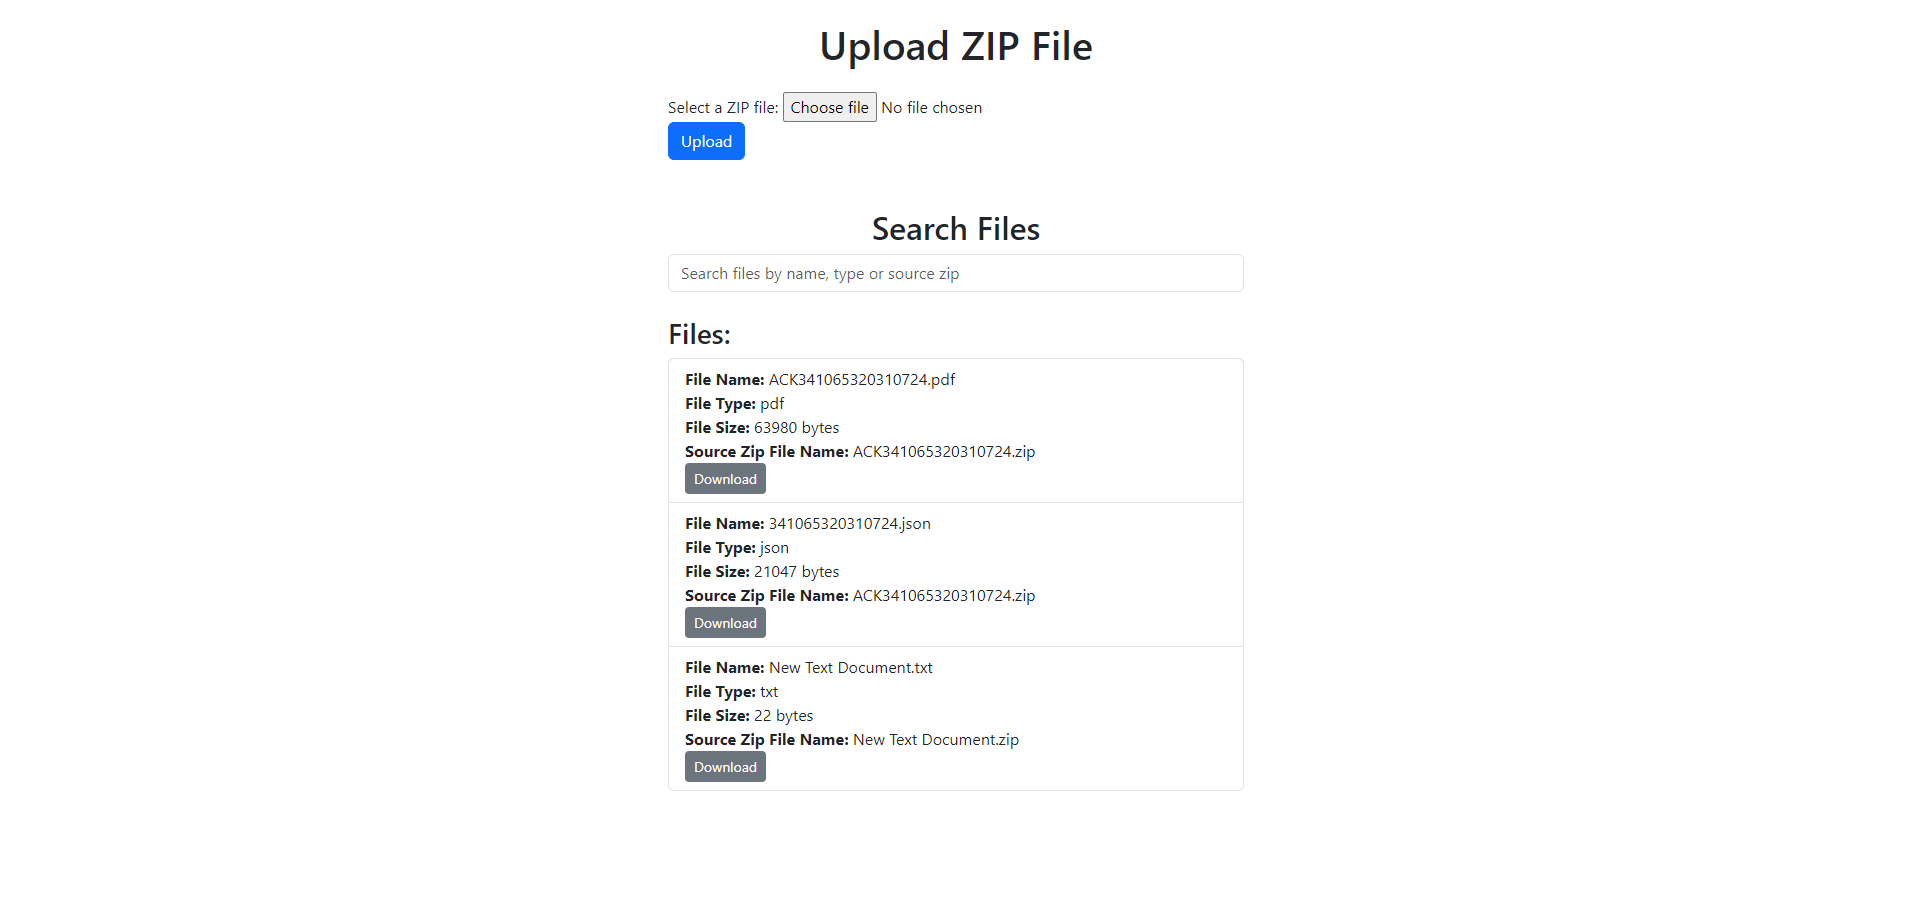 Upload ZIP File
Select a ZIP file: Choose file No file chosen
Upload
Search Files
Search files by name, type or source zip
Files:
File Name: ACK341065320310724.pdf
File Type: pdf
File Size: 63980 bytes
Source Zip File Name: ACK341065320310724.zip
Download
File Name: 341065320310724.json
File Type: json
File Size: 21047 bytes
Source Zip File Name: ACK341065320310724.zip
Download
File Name: New Text Document.txt
File Type: txt
File Size: 22 bytes
Source Zip File Name: New Text Document.zip
Download